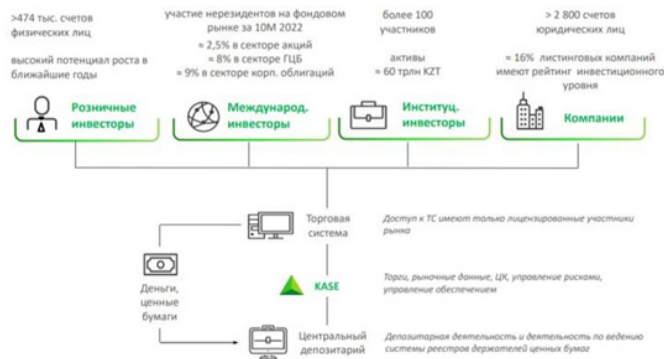 >474 тыс. счетов
физических лиц
высокий потенциал роста в
ближайшие годы
Розничные
инвесторы
участие нерезидентов на фондовом
рынке за 10М 2022
≈ 2,5% в секторе акций
≈ 8% в секторе ГЦБ
≈ 9% в секторе корп. облигаций
Международ.
инвесторы
более 100
участников
активы
≈ 60 трлн KZT
Институц.
инвесторы
> 2 800 счетов
юридических лиц
≈ 16% листинговых компаний
имеют рейтинг инвестиционного
уровня
Компании
Торговая
система
Доступ к ТС имеют только лицензированные участники
рынка
Деньги,
ценные
бумаги
KASE
Торги, рыночные данные, ЦК, управление рисками,
управление обеспечением
Центральный
депозитарий
Депозитарная деятельность и деятельность по ведению
системы реестров держателей ценных бумаг